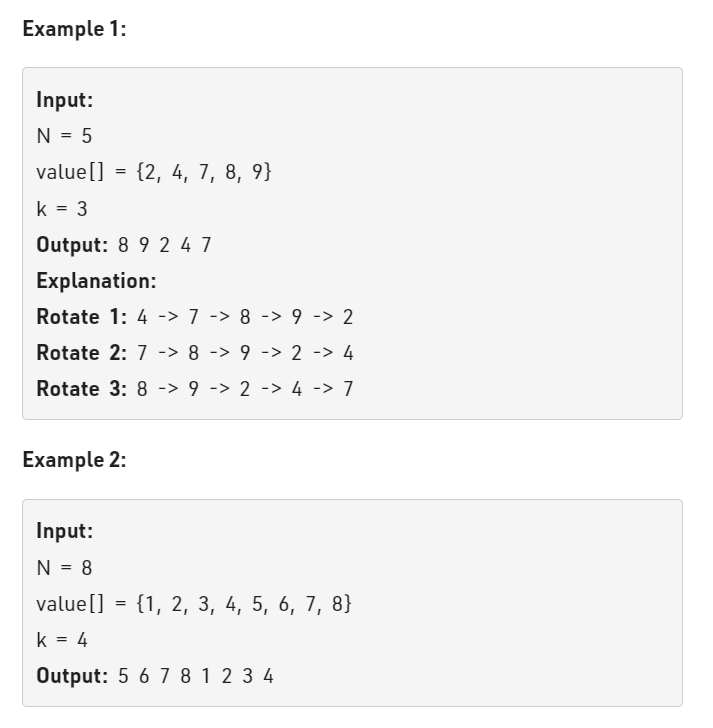 Example 1:
Input:
N = 5
value[] = {2, 4, 7, 8, 9}
k = 3
Output: 8 9 2 4 7
Explanation:
Rotate 1: 4 -> 7 -> 8 -> 9 -> 2
Rotate 2: 7 -> 8 -> 9 -> 2 -> 4
Rotate 3: 8 -> 9 -> 2 -> 4 -> 7
Example 2:
Input:
N = 8
value[] = {1, 2, 3, 4, 5, 6, 7, 8}
k = 4
Output: 5 6 7 8 1 2 3 4